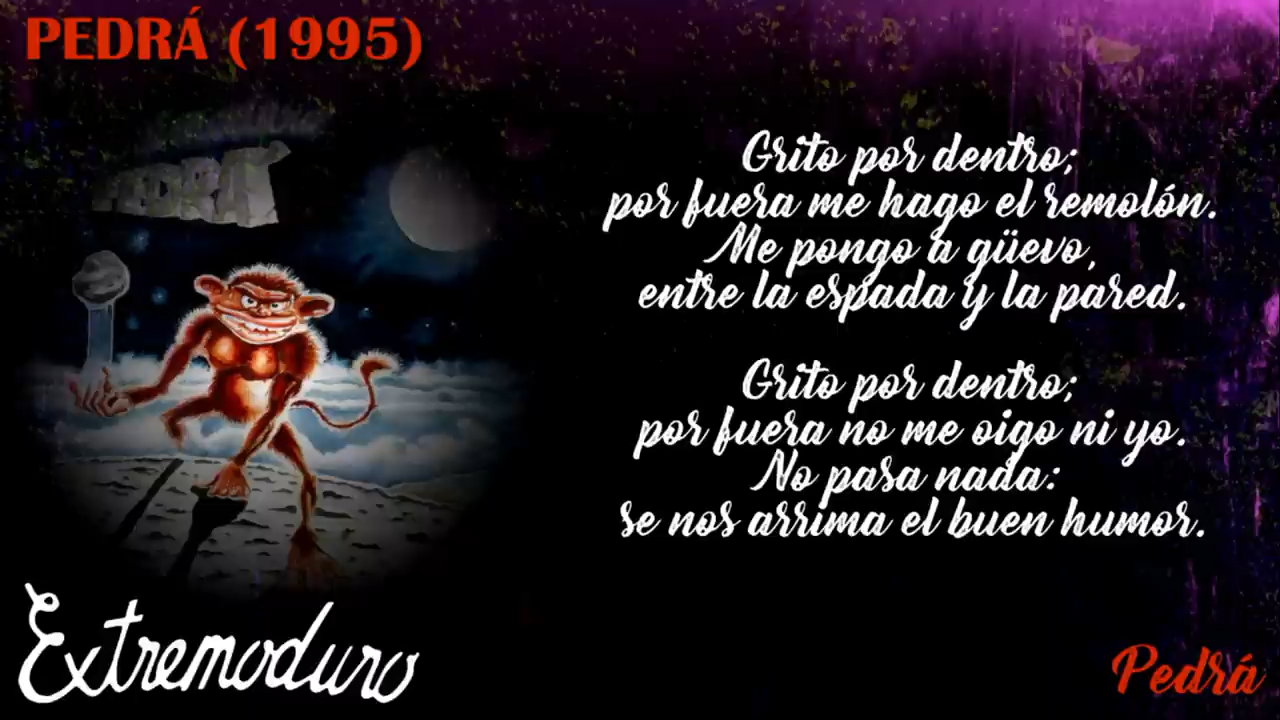 PEDRÁ (1995)
PEDRÁ
Grito por dentro;
por fuera me hago el remolón.
Me pongo a güevo,
entre la espada y la pared.
Grito por dentro;
por fuera no me oigo ni yo.
No pasa nada:
se nos arrima el buen humor.
Extremoduro
Pedrá